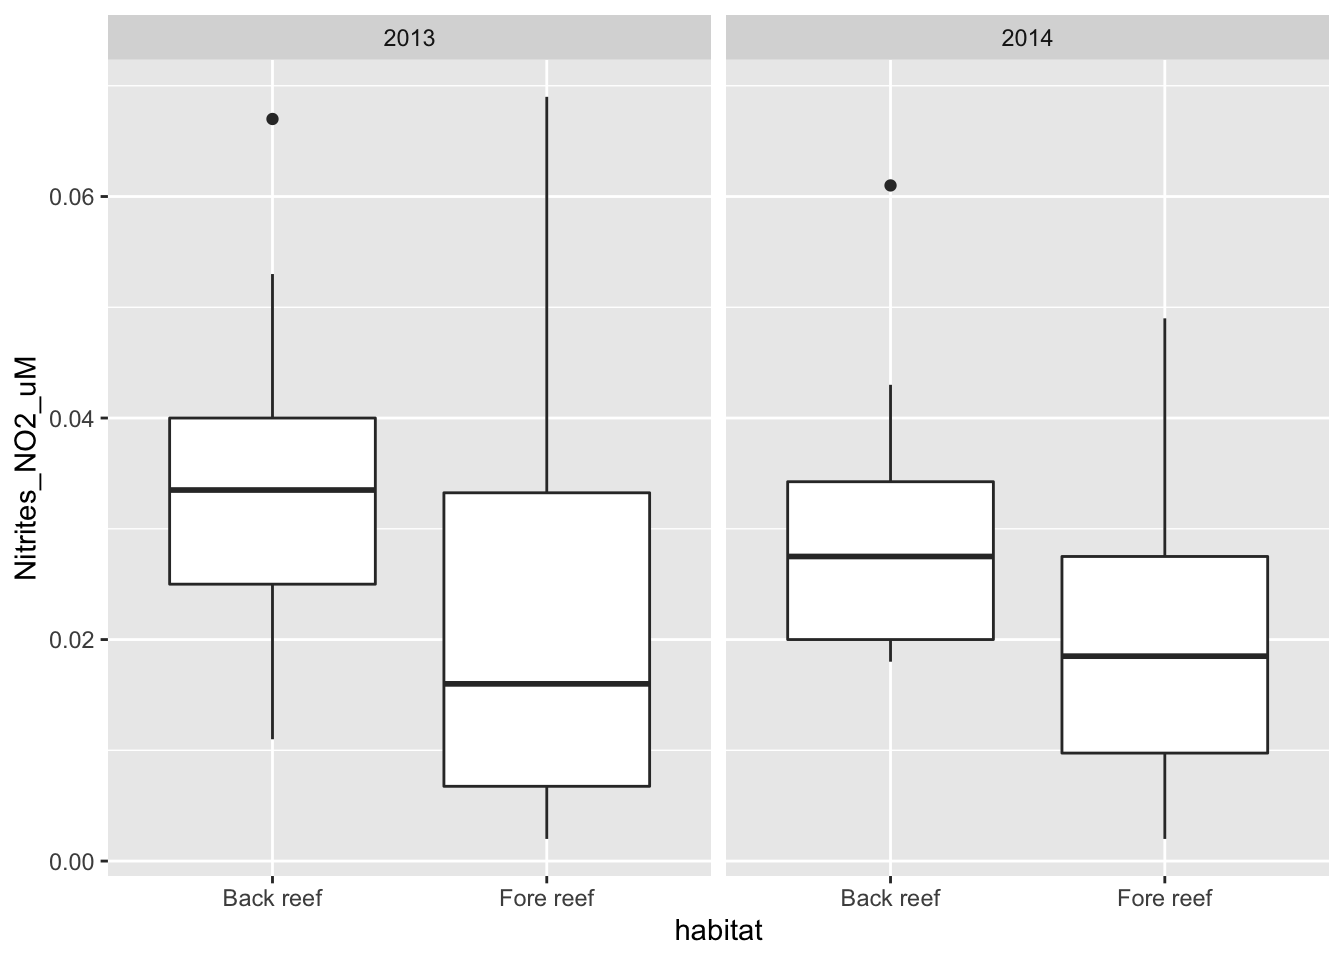 2013
2014
Nitrites_NO2_uM
0.06
0.04
0.02
0.00
Back reef
Fore reef
Back reef
Fore reef
habitat